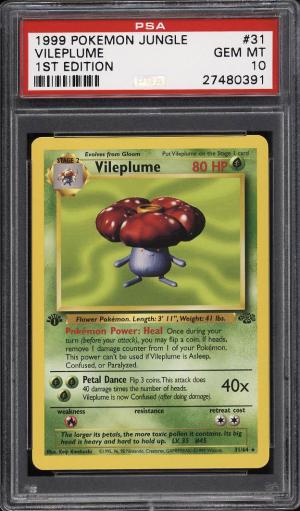 PSA
1999 POKEMON JUNGLE #31
VILEPLUME GEM MT
1ST EDITION 10
27480391
PSA
Evolves from Gloom Put Vileplume on the Stage 1 card
STAGE 2 Vileplume 80 HP
Flower Pokémon. Length: 3' 11", Weight: 41 lbs.
Pokémon Power: Heal Once during your
turn (before your attack), you may flip a coin. If heads,
remove 1 damage counter from 1 of your Pokémon.
This power can't be used if Vileplume is Asleep,
Confused, or Paralyzed.
Petal Dance Flip 3 coins. This attack does
40 damage times the number of heads.
Vileplume is now Confused (after doing damage).
40x
weakness resistance retreat cost
The larger its petals, the more toxic pollen it contains. Its big
head is heavy and hard to hold up. LV. 35 #45
Illus. Kagemaru Himeno
31/64